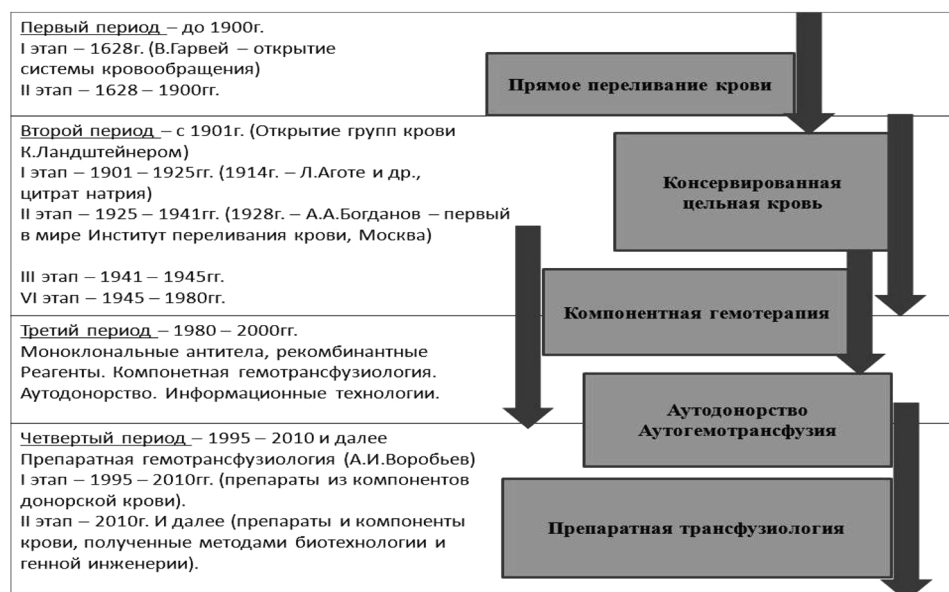 Первый период – до 1900г.
I этап – 1628г. (В.Гарвей – открытие
системы кровообращения)
II этап – 1628 – 1900гг.
Прямое переливание крови
Второй период – с 1901г. (Открытие групп крови
К.Ландштейнером)
I этап – 1901 – 1925гг. (1914г. – Л.Аготе и др.,
цитрат натрия)
II этап – 1925 – 1941гг. (1928г. – А.А.Богданов – первый
в мире Институт переливания крови, Москва)
III этап – 1941 – 1945гг.
VI этап – 1945 – 1980гг.
Консервированная
цельная кровь
Компонентная гемотерапия
Третий период – 1980 – 2000гг.
Моноклональные антитела, рекомбинантные
Реагенты. Компонетная гемотрансфузиология.
Аутодонорство. Информационные технологии.
Аутодонорство
Аутогемотрансфузия
Четвертый период – 1995 – 2010 и далее
Препаратная гемотрансфузиология (А.И.Воробьев)
I этап – 1995 – 2010гг. (препараты из компонентов
донорской крови).
II этап – 2010г. И далее (препараты и компоненты
крови, полученные методами биотехнологии и
генной инженерии).
Препаратная трансфузиология